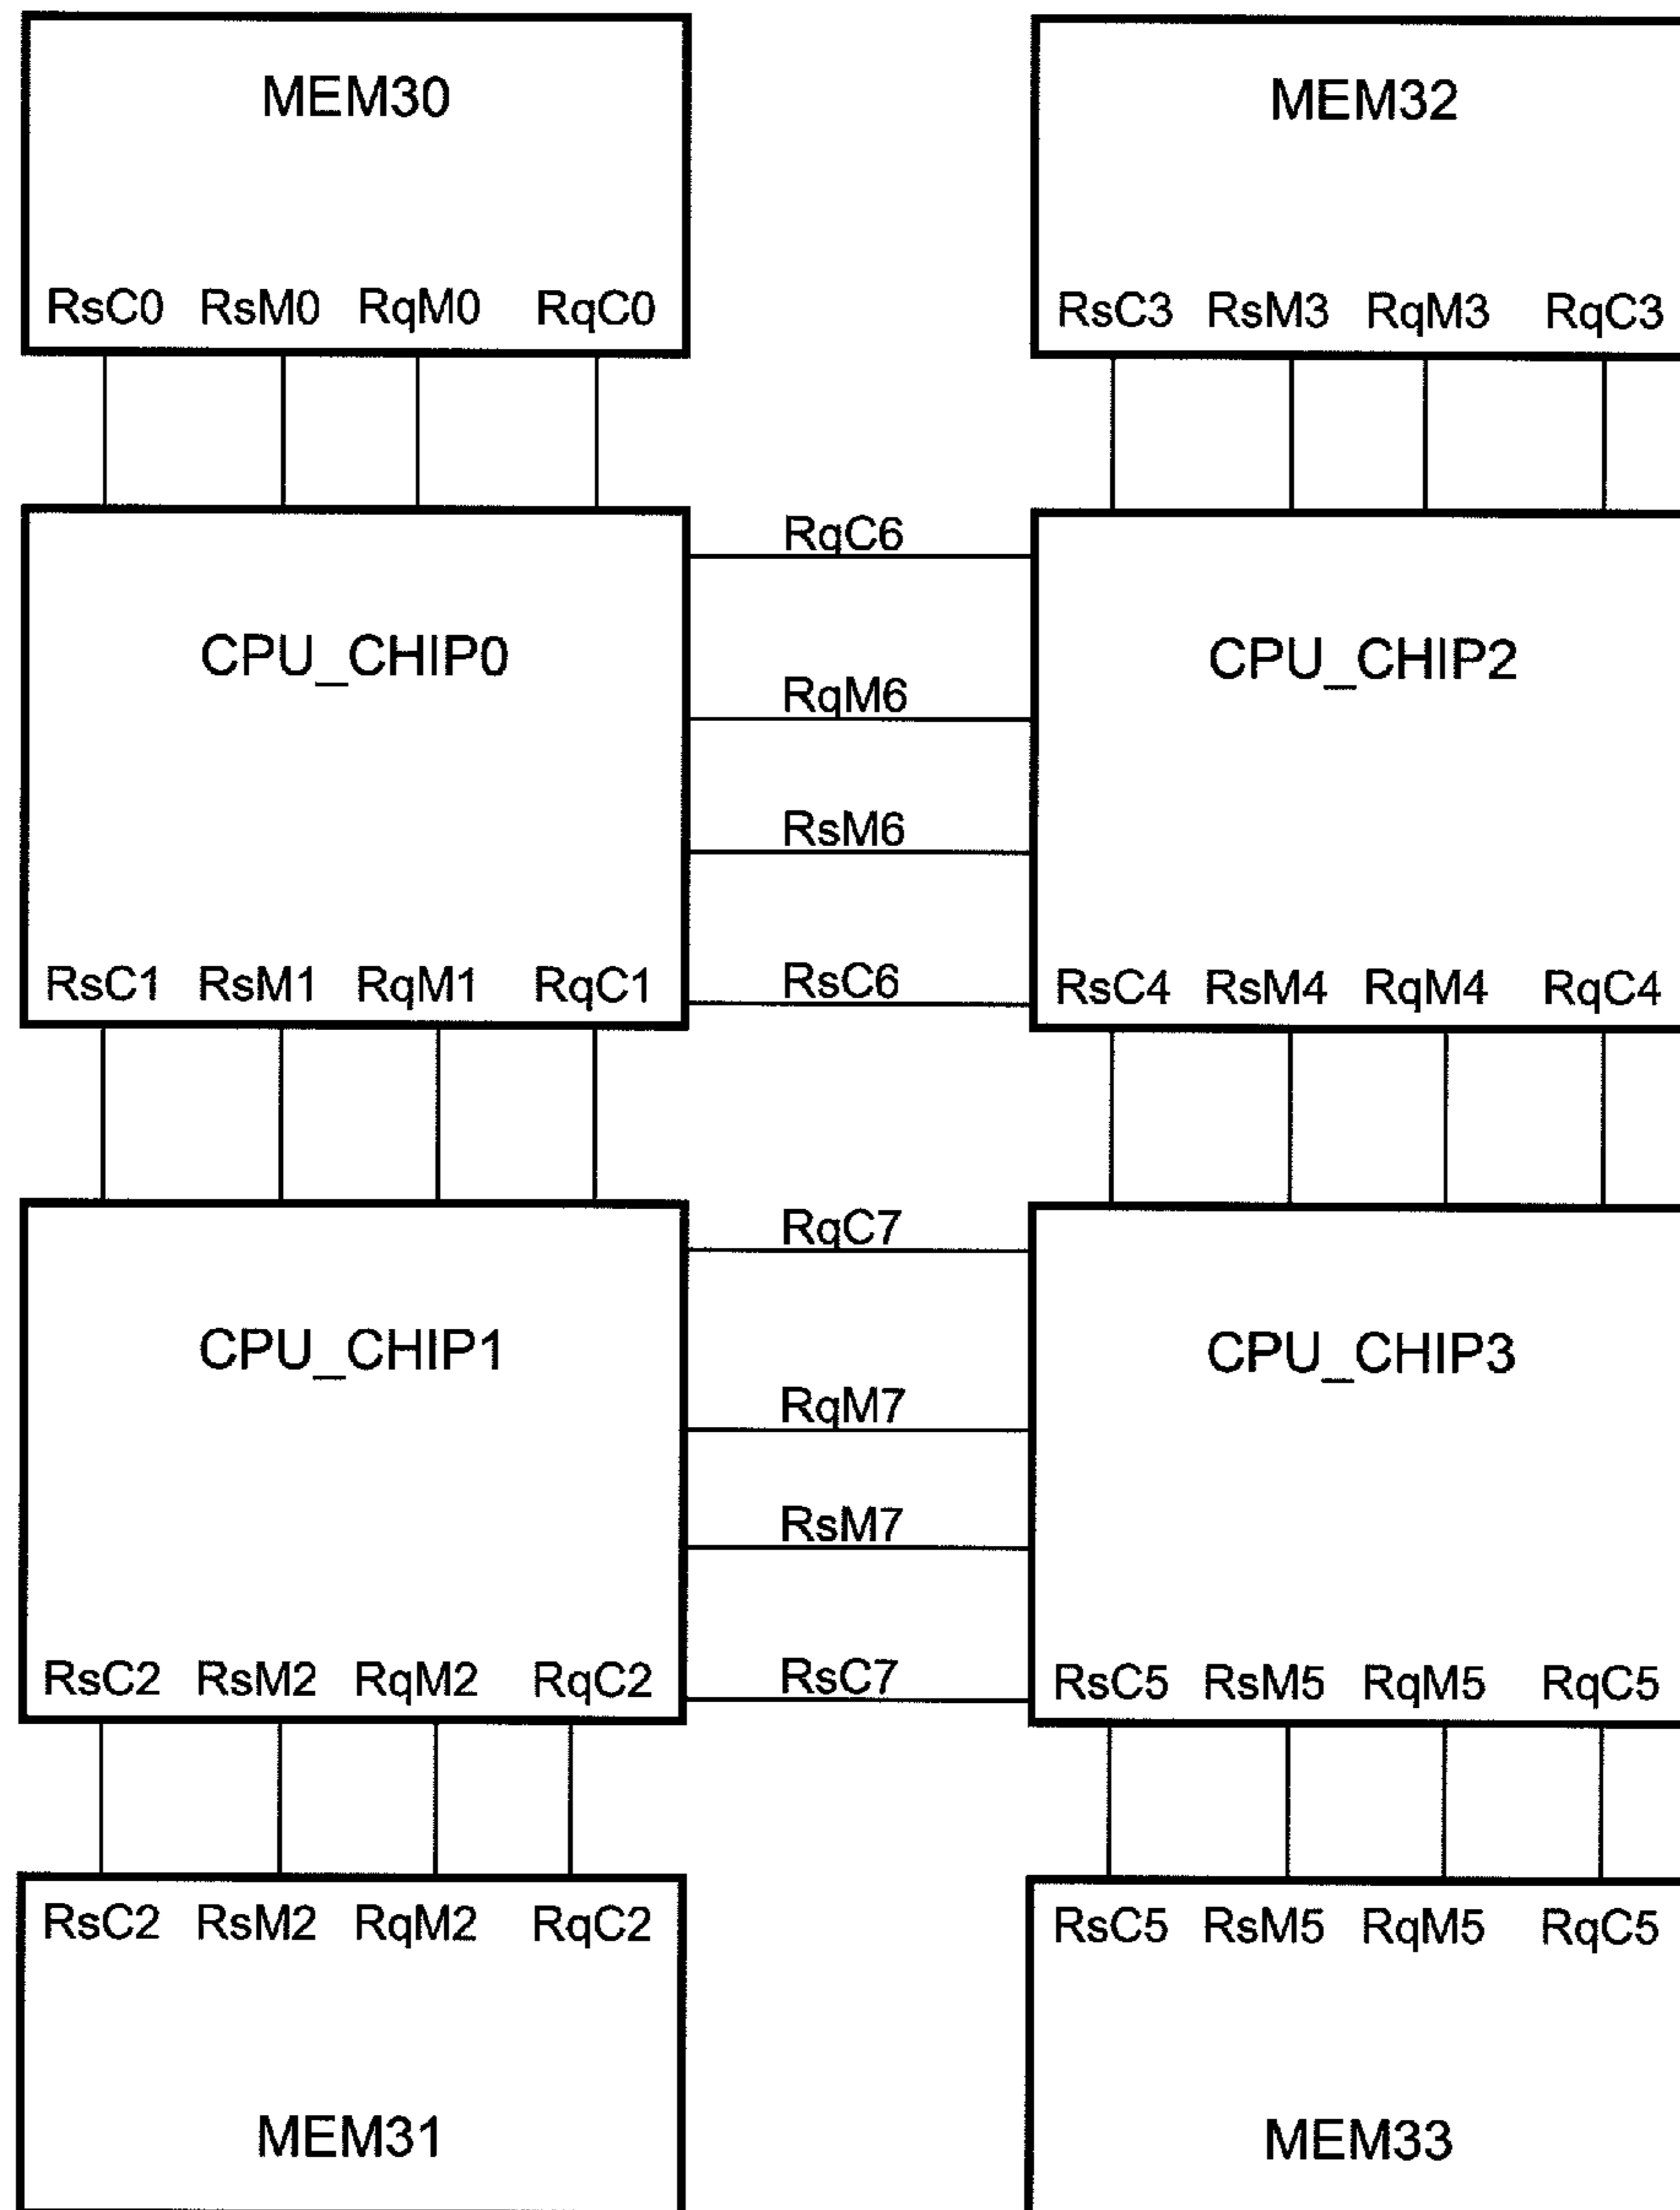 MEM30 MEM32
RsC0 RsM0 RqM0 RqC0 RsC3 RsM3 RqM3 RqC3
RqC6
CPU_CHIP0 CPU_CHIP2
RqM6
RsM6
RsC1 RsM1 RqM1 RqC1 RsC6 RsC4 RsM4 RqM4 RqC4
RqC7
CPU_CHIP1 CPU_CHIP3
RqM7
RsM7
RsC2 RsM2 RqM2 RqC2 RsC7 RsC5 RsM5 RqM5 RqC5
RsC2 RsM2 RqM2 RqC2 RsC5 RsM5 RqM5 RqC5
MEM31 MEM33